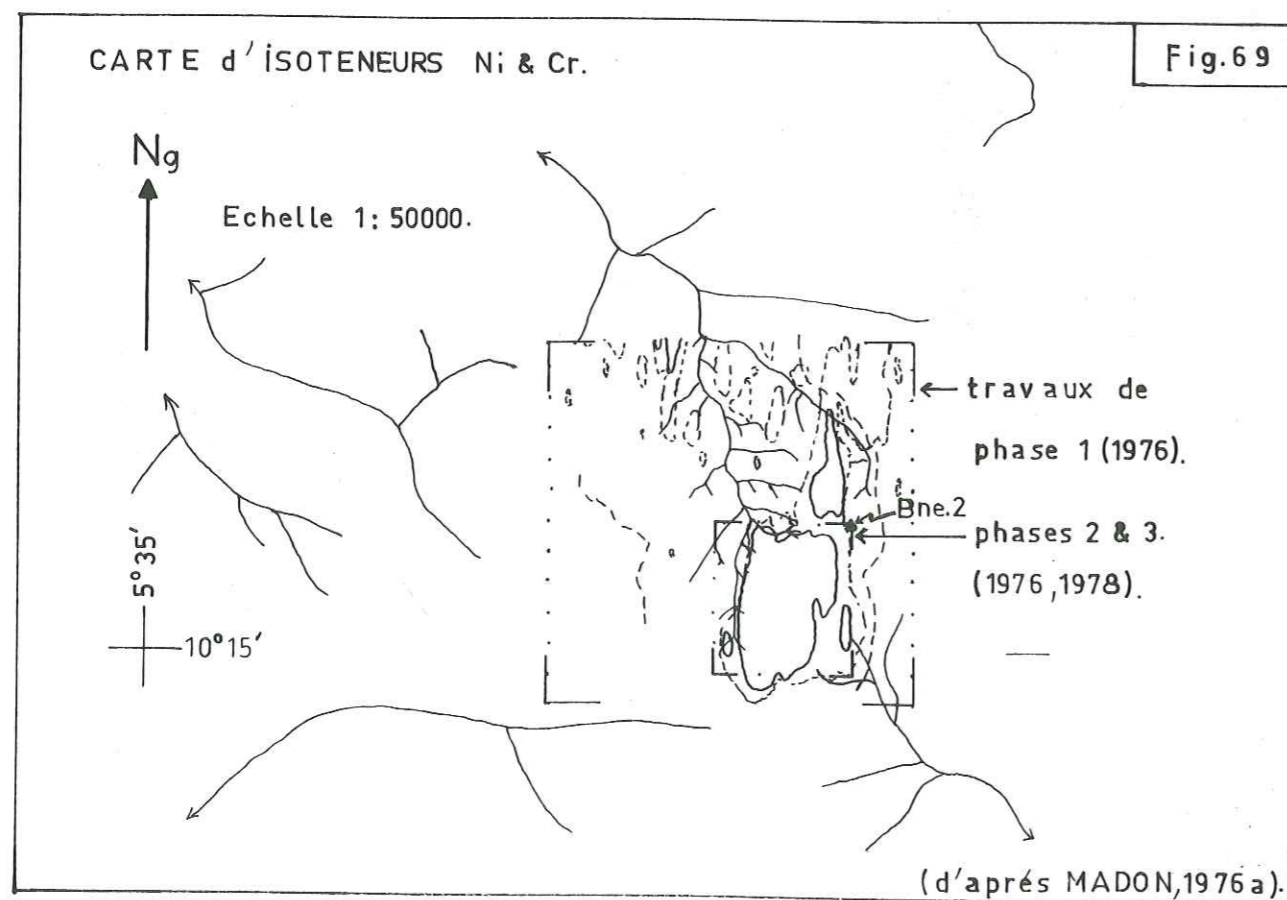 CARTE d'ISOTENEURS Ni & Cr.
Fig.69
Ng
Echelle 1: 50000.
travaux de
phase 1 (1976).
Bne.2
phases 2 & 3.
(1976,1978).
5°35'
10°15'
(d'aprés MADON,1976a).